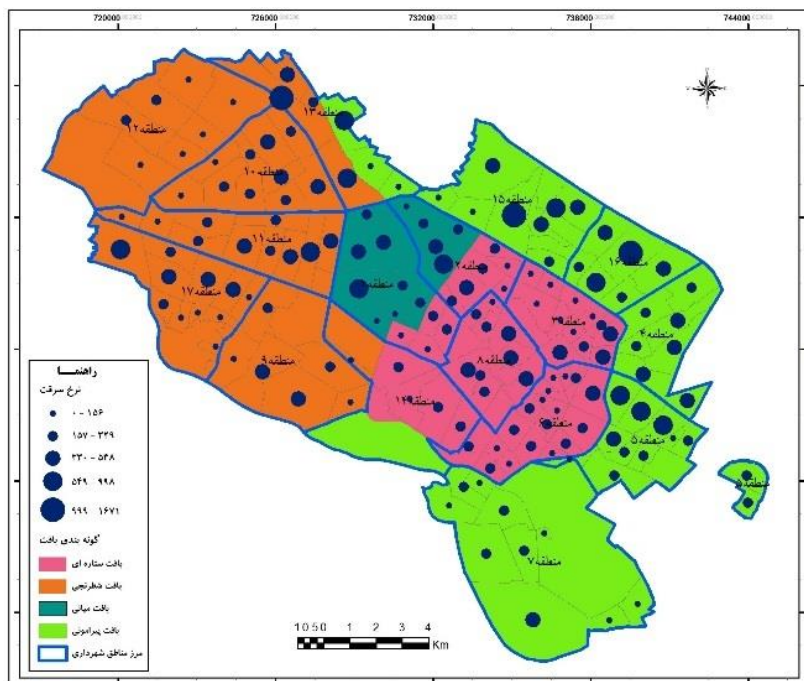 720000 726000 732000 738000 744000
منطقه ۱۲
منطقه ۱۳
منطقه ۱۰
منطقه ۱۵
منطقه ۱۱
منطقه ۱۶
منطقه ۱۷
منطقه ۳
منطقه ۴
منطقه ۸
منطقه ۹
منطقه ۱۴
منطقه ۶
منطقه ۵
منطقه ۵
منطقه ۷
راهنما
نرخ سرقت
۰ - ۱۵۶
۱۵۷ - ۳۲۹
۳۳۰ - ۵۴۸
۵۴۹ - ۹۹۸
۹۹۹ - ۱۶۷۱
گونه بندی بافت
بافت ستاره ای
بافت شطرنجی
بافت میانی
بافت پیرامونی
مرز مناطق شهرداری
1 0.5 0 1 2 3 4
Km